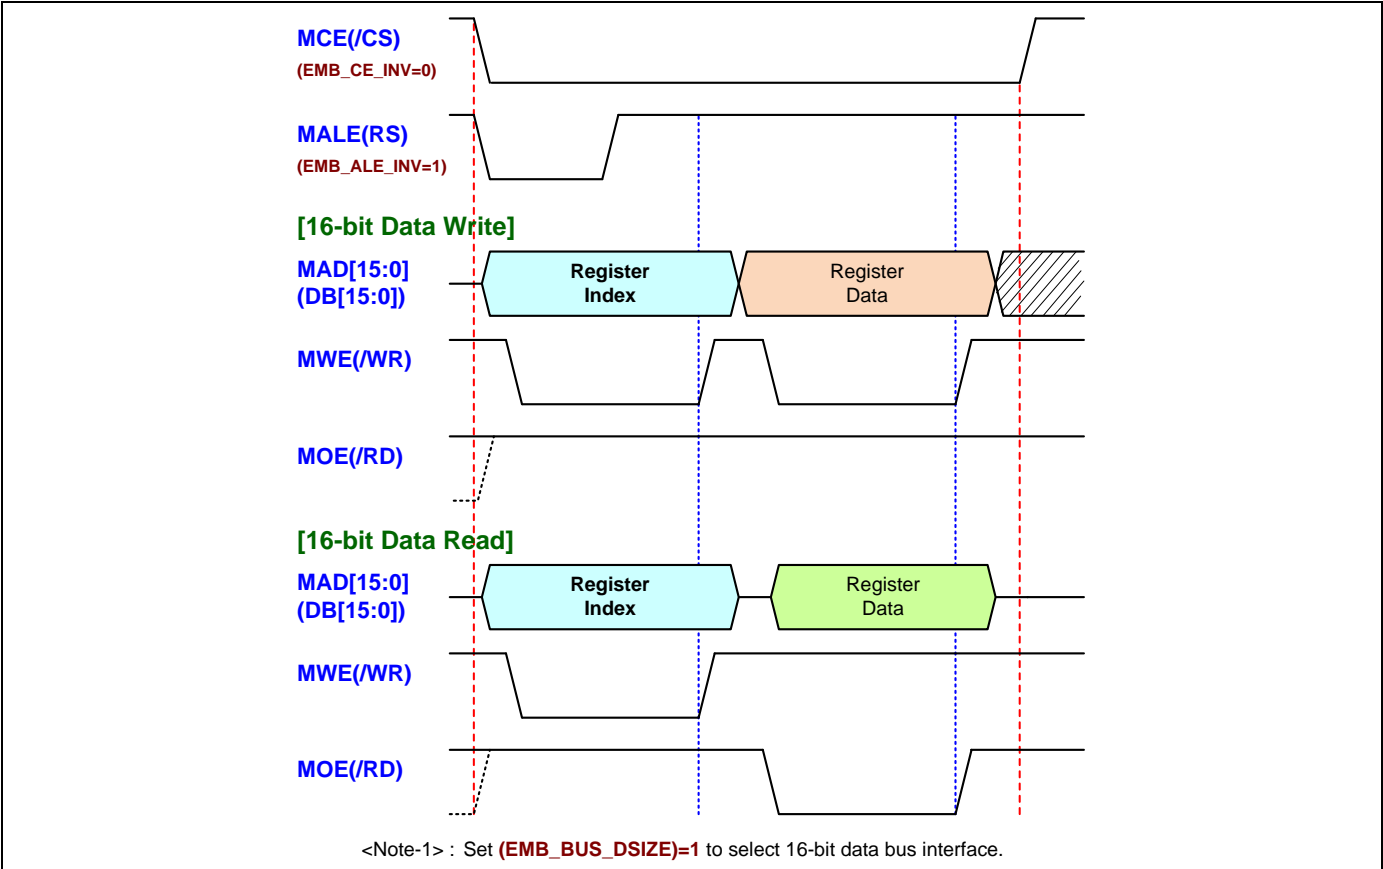 MCE(/CS)
(EMB_CE_INV=0)
MALE(RS)
(EMB_ALE_INV=1)
[16-bit Data Write]
MAD[15:0]
(DB[15:0])
Register
Index
Register
Data
MWE(/WR)
MOE(/RD)
[16-bit Data Read]
MAD[15:0]
(DB[15:0])
Register
Index
Register
Data
MWE(/WR)
MOE(/RD)
<Note-1> : Set (EMB_BUS_DSIZE)=1 to select 16-bit data bus interface.